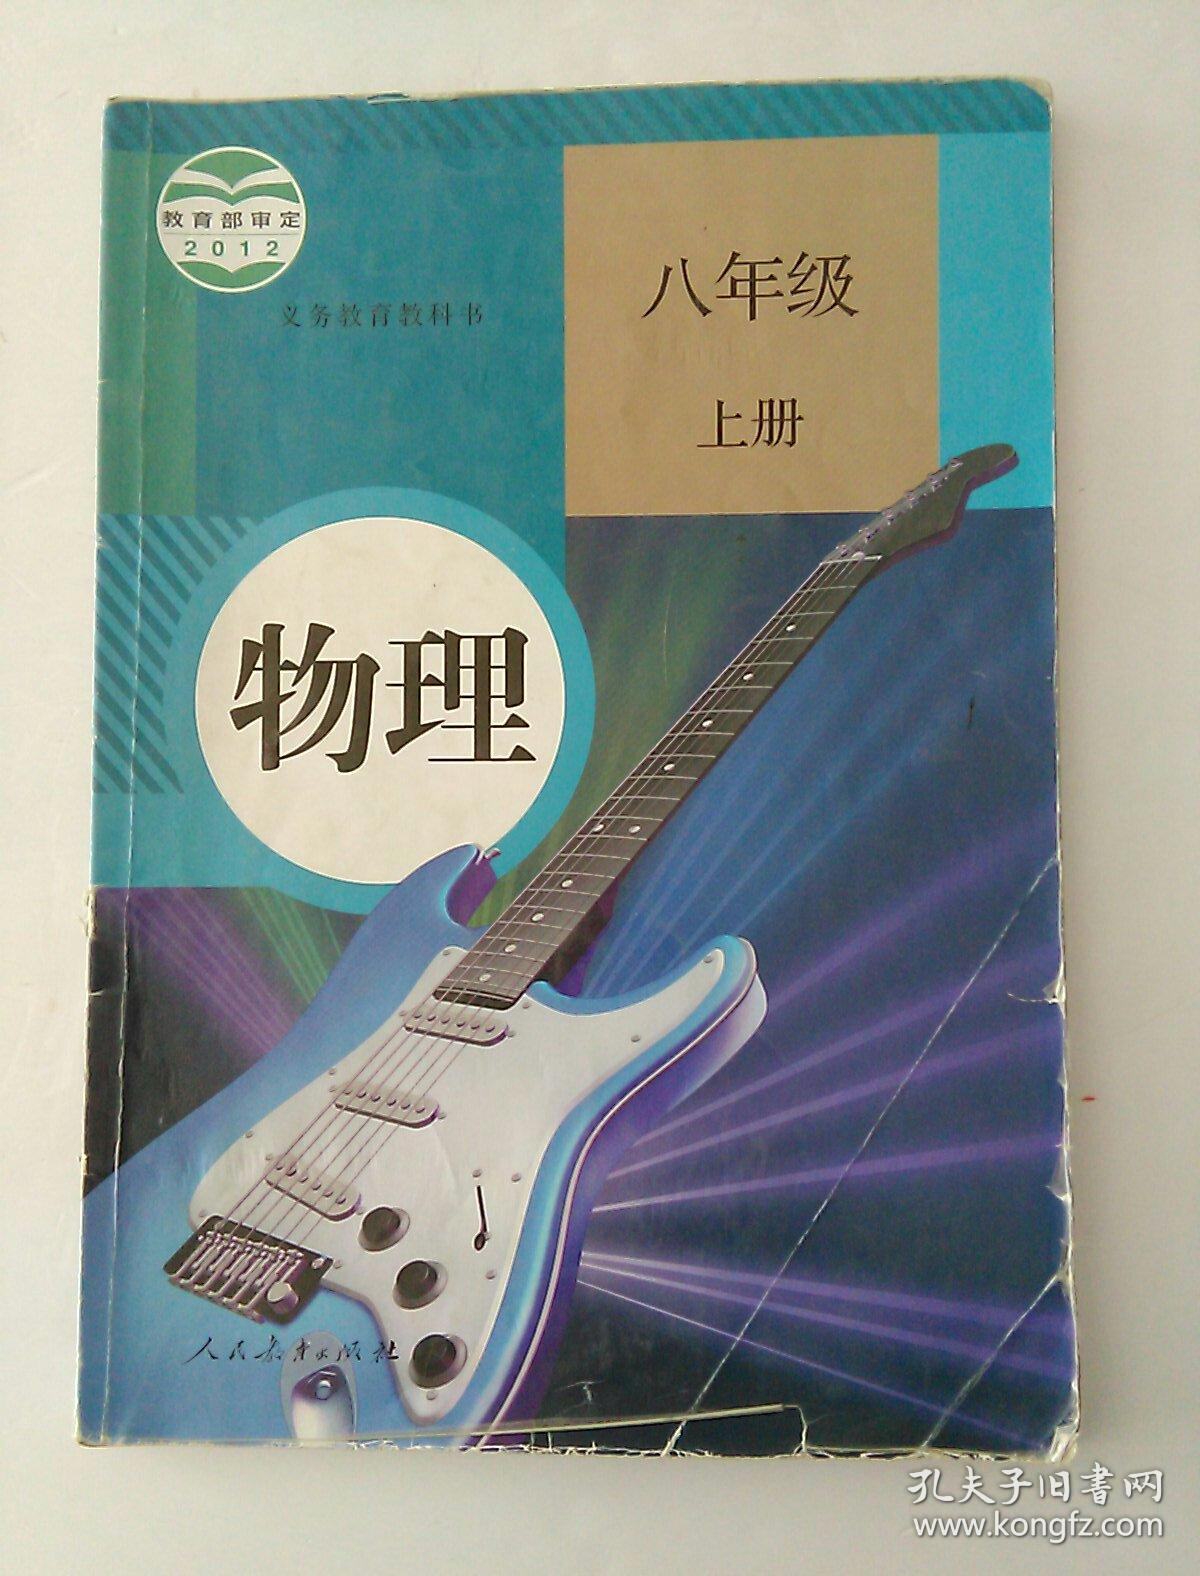 教育部审定
2012
义务教育教科书
八年级
上册
物理
人民教育出版社
孔夫子旧书网
www.kongfz.com